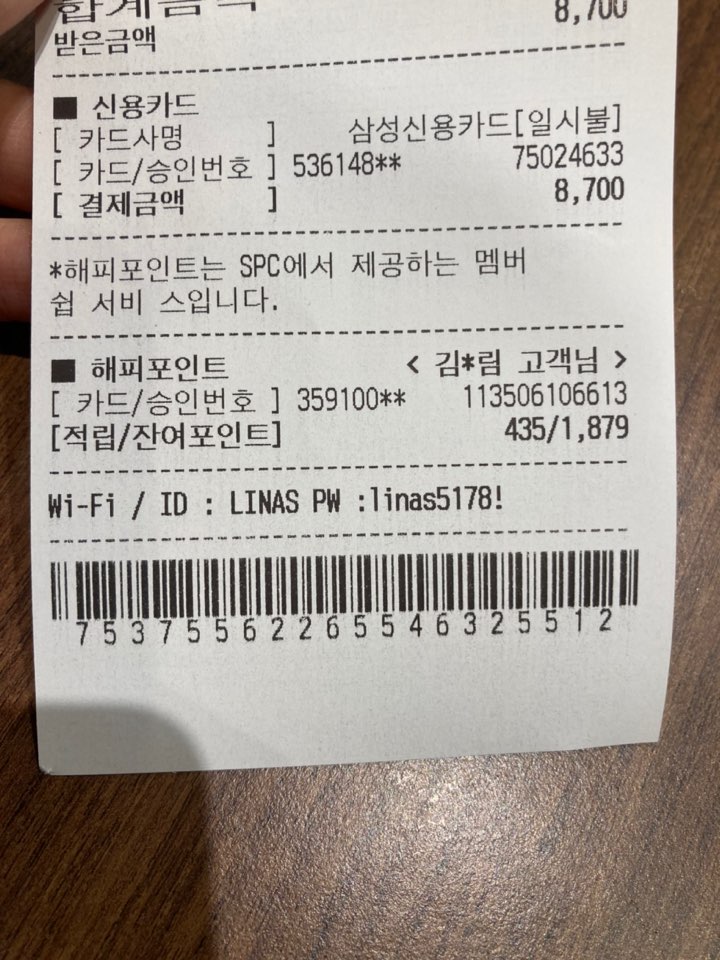 합계금액 8,700
받은금액
■ 신용카드
[ 카드사명 ] 삼성신용카드[일시불]
[ 카드/승인번호 ] 536148** 75024633
[ 결제금액 ] 8,700
*해피포인트는 SPC에서 제공하는 멤버
쉽 서비 스입니다.
■ 해피포인트 < 김*림 고객님 >
[ 카드/승인번호 ] 359100** 113506106613
[적립/잔여포인트] 435/1,879
Wi-Fi / ID : LINAS PW :linas5178!
75375562265546325512